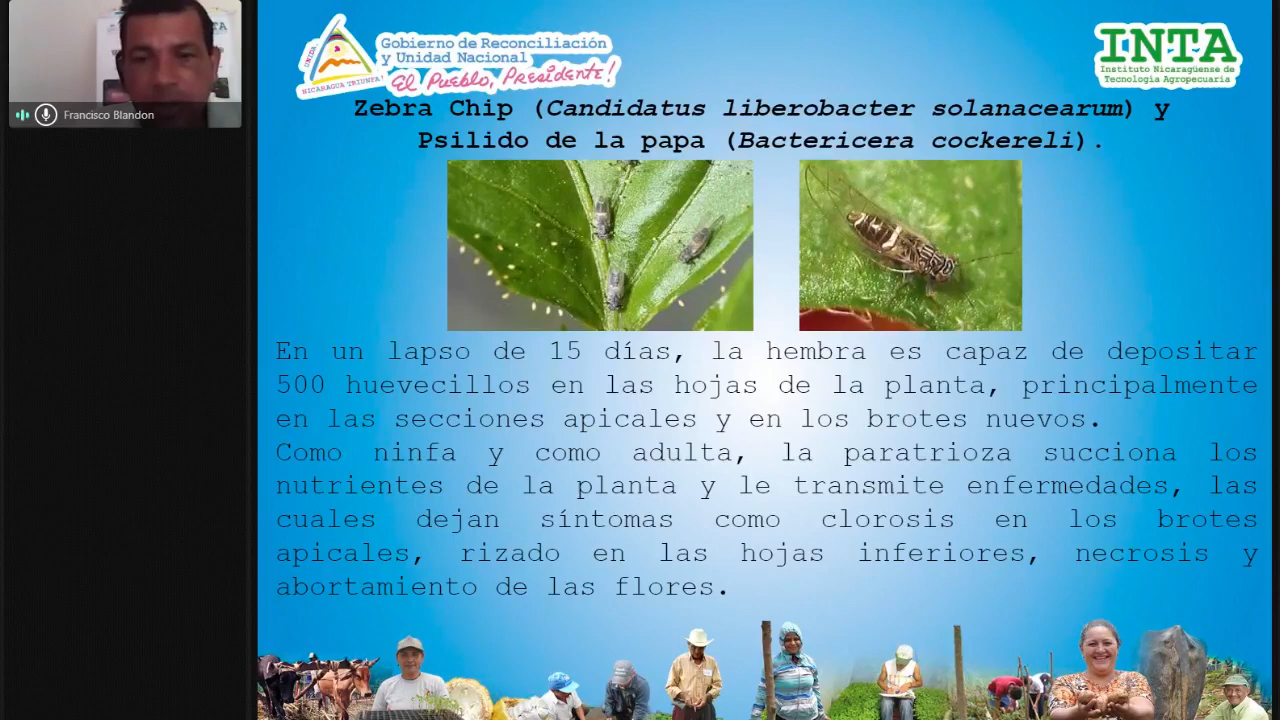 Francisco Blandon
UNIDA,
NICARAGUA TRIUNFA!
Gobierno de Reconciliación
y Unidad Nacional
El Pueblo, Presidente!
INTA
Instituto Nicaragüense de
Tecnología Agropecuaria
Zebra Chip (Candidatus liberobacter solanacearum) y
Psilido de la papa (Bactericera cockereli).
En un lapso de 15 días, la hembra es capaz de depositar
500 huevecillos en las hojas de la planta, principalmente
en las secciones apicales y en los brotes nuevos.
Como ninfa y como adulta, la paratrioza succiona los
nutrientes de la planta y le transmite enfermedades, las
cuales dejan síntomas como clorosis en los brotes
apicales, rizado en las hojas inferiores, necrosis y
abortamiento de las flores.